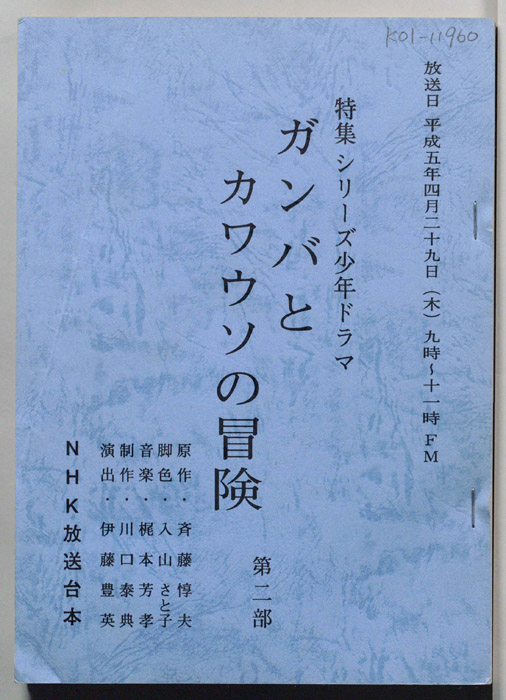 K01-11960
放送日 平成五年四月二十九日（木）九時～十一時 FM
特集 シリーズ少年ドラマ
ガンバと
カワウソの冒険
第二部
原作・斉藤惇夫
脚色・入山さと子
音楽・梶本芳孝
制作・川口泰典
演出・伊藤豊英
NHK放送台本